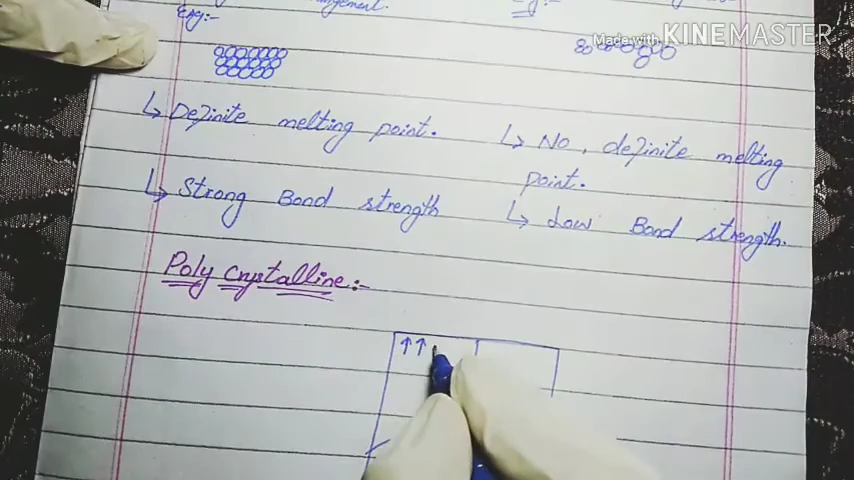 Made with KINEMASTER
Eg:-
↳ Definite melting point.
↳ No, definite melting
point.
↳ Strong Bond strength
↳ Low Bond strength.
Poly crystalline:-